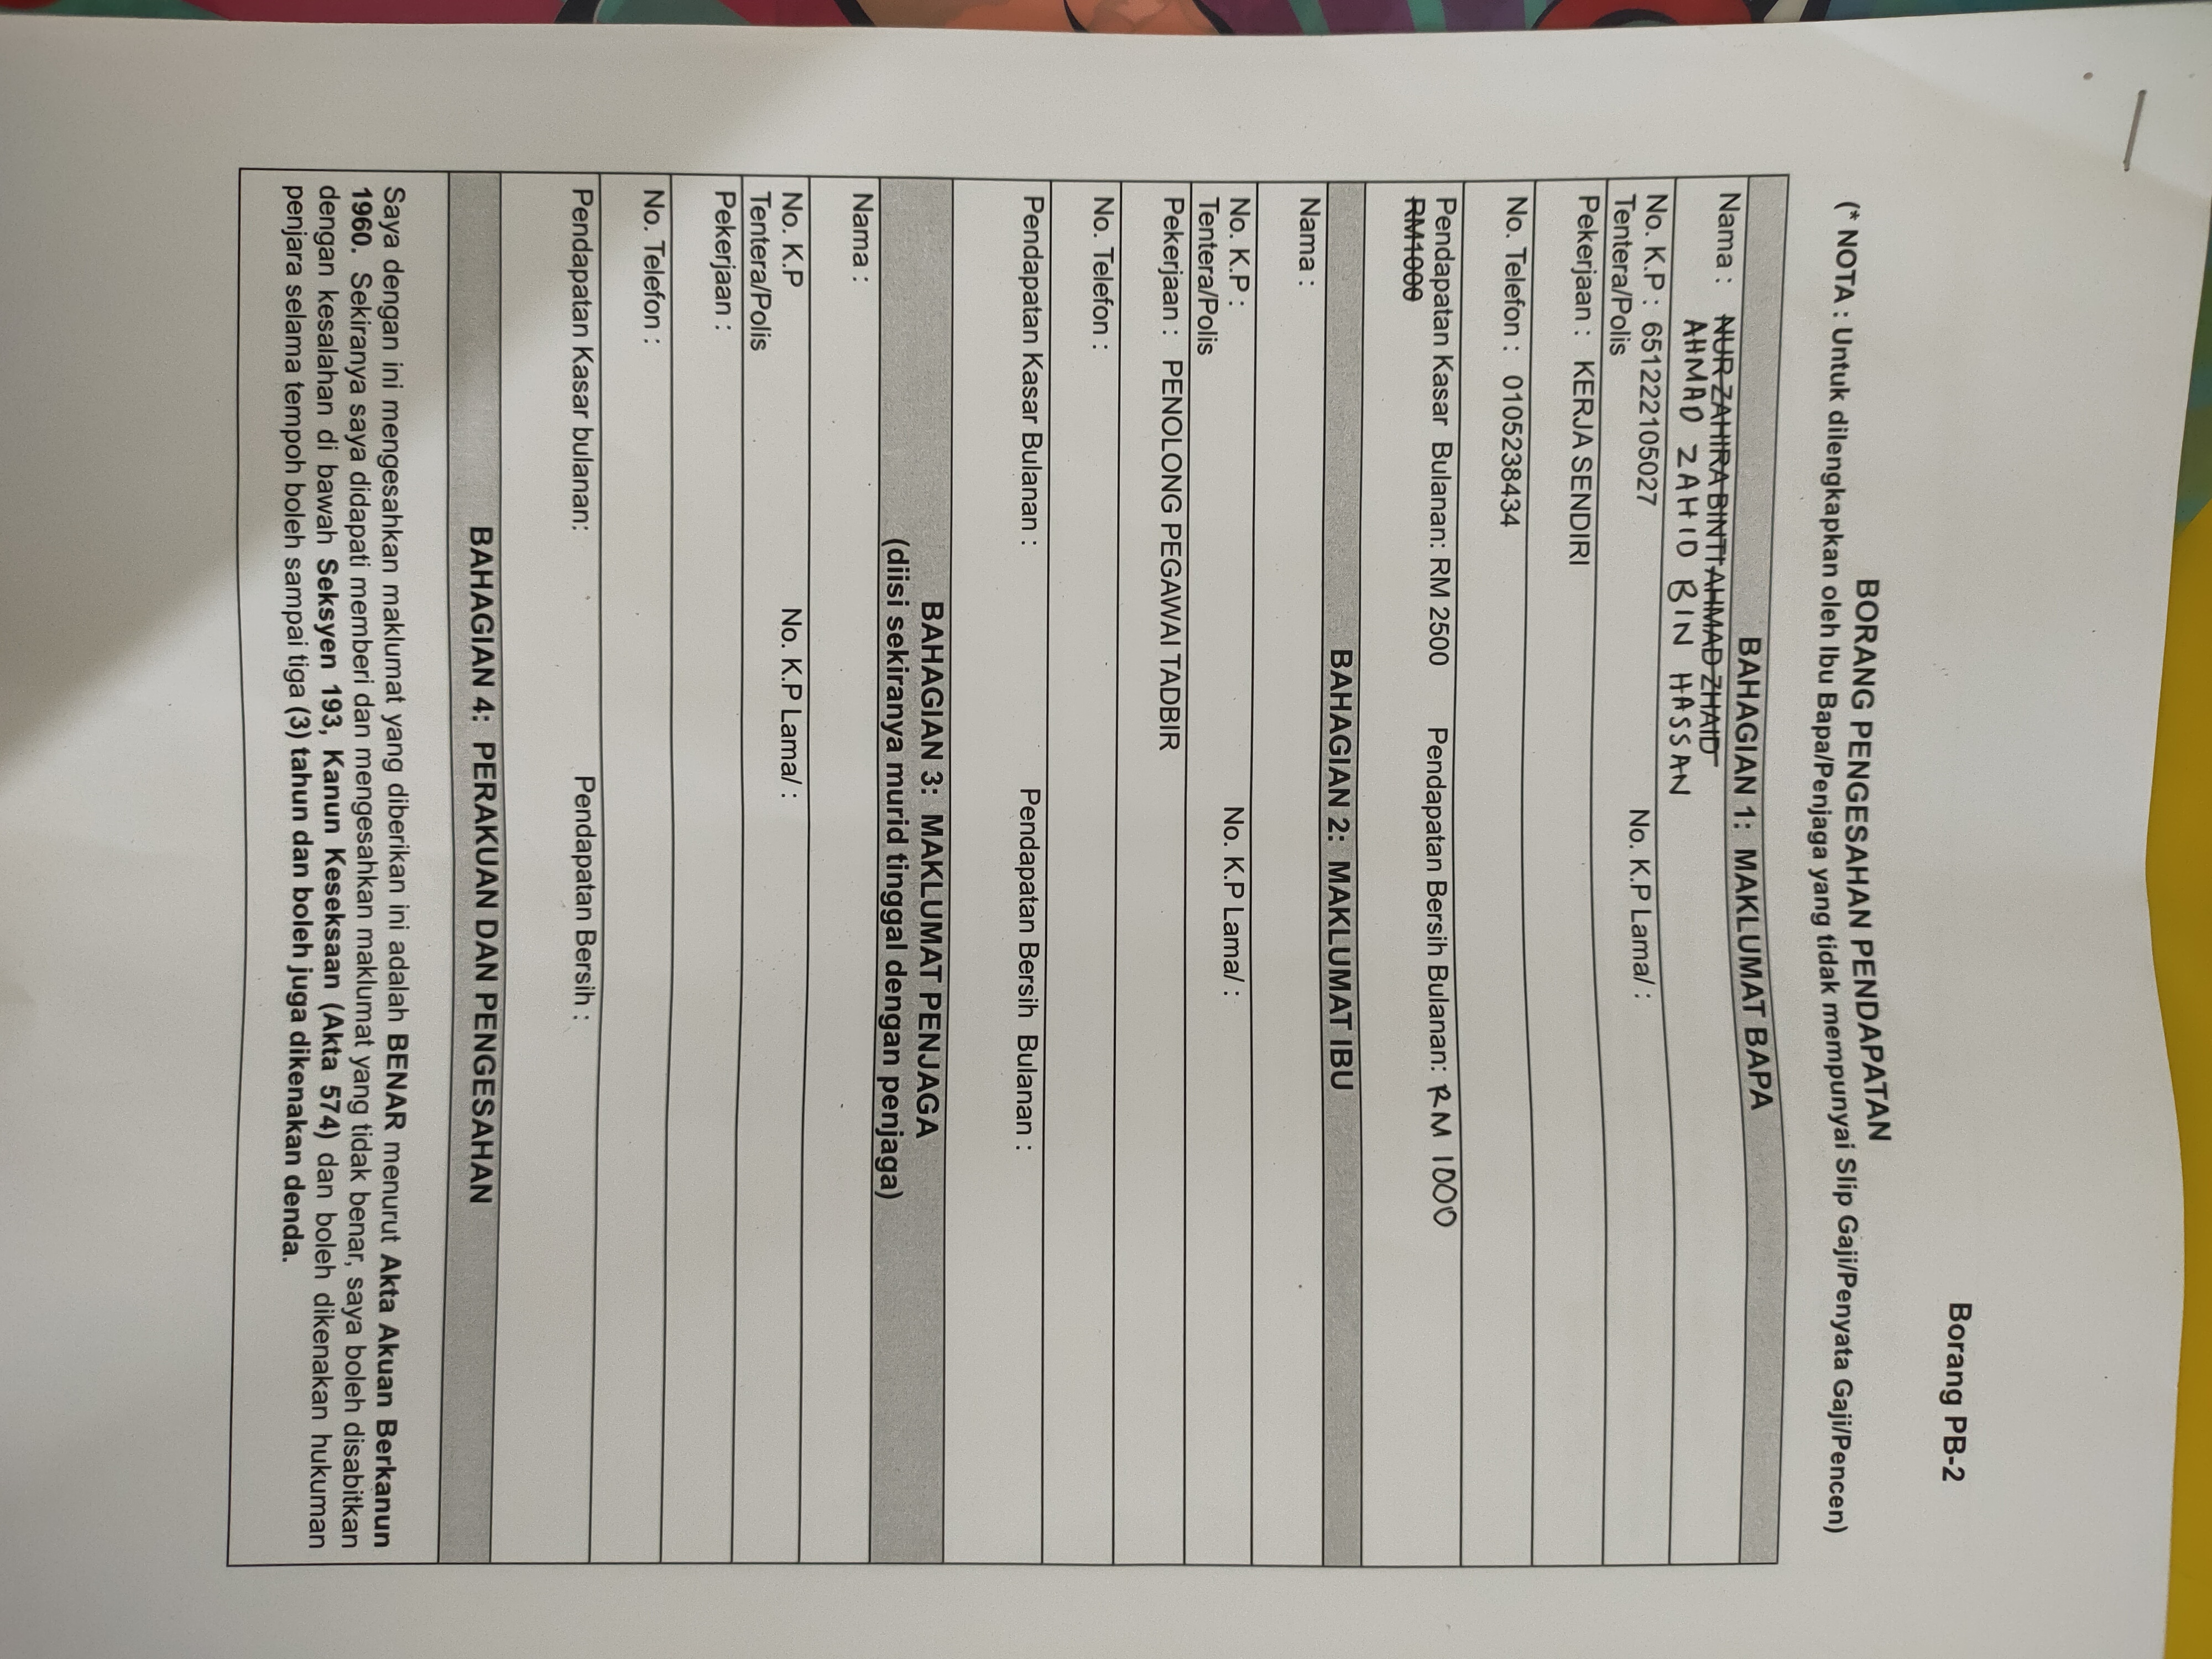 Borang PB-2
BORANG PENGESAHAN PENDAPATAN
(* NOTA : Untuk dilengkapkan oleh Ibu Bapa/Penjaga yang tidak mempunyai Slip Gaji/Penyata Gaji/Pencen)
BAHAGIAN 1: MAKLUMAT BAPA
Nama : NUR ZAHIRA BINTI AHMAD ZHAID
AHMAD ZAHID BIN HASSAN
No. K.P : 651222105027 No. K.P Lama/ :
Tentera/Polis
Pekerjaan : KERJA SENDIRI
No. Telefon : 0105238434
Pendapatan Kasar Bulanan: RM 2500 Pendapatan Bersih Bulanan: RM 1000
RM1000
BAHAGIAN 2: MAKLUMAT IBU
Nama :
No. K.P : No. K.P Lama/ :
Tentera/Polis
Pekerjaan : PENOLONG PEGAWAI TADBIR
No. Telefon :
Pendapatan Kasar Bulanan : Pendapatan Bersih Bulanan :
BAHAGIAN 3: MAKLUMAT PENJAGA
(diisi sekiranya murid tinggal dengan penjaga)
Nama :
No. K.P No. K.P Lama/ :
Tentera/Polis
Pekerjaan :
No. Telefon :
Pendapatan Kasar bulanan: Pendapatan Bersih :
BAHAGIAN 4: PERAKUAN DAN PENGESAHAN
Saya dengan ini mengesahkan maklumat yang diberikan ini adalah BENAR menurut Akta Akuan Berkanun
1960. Sekiranya saya didapati memberi dan mengesahkan maklumat yang tidak benar, saya boleh disabitkan
dengan kesalahan di bawah Seksyen 193, Kanun Keseksaan (Akta 574) dan boleh dikenakan hukuman
penjara selama tempoh boleh sampai tiga (3) tahun dan boleh juga dikenakan denda.